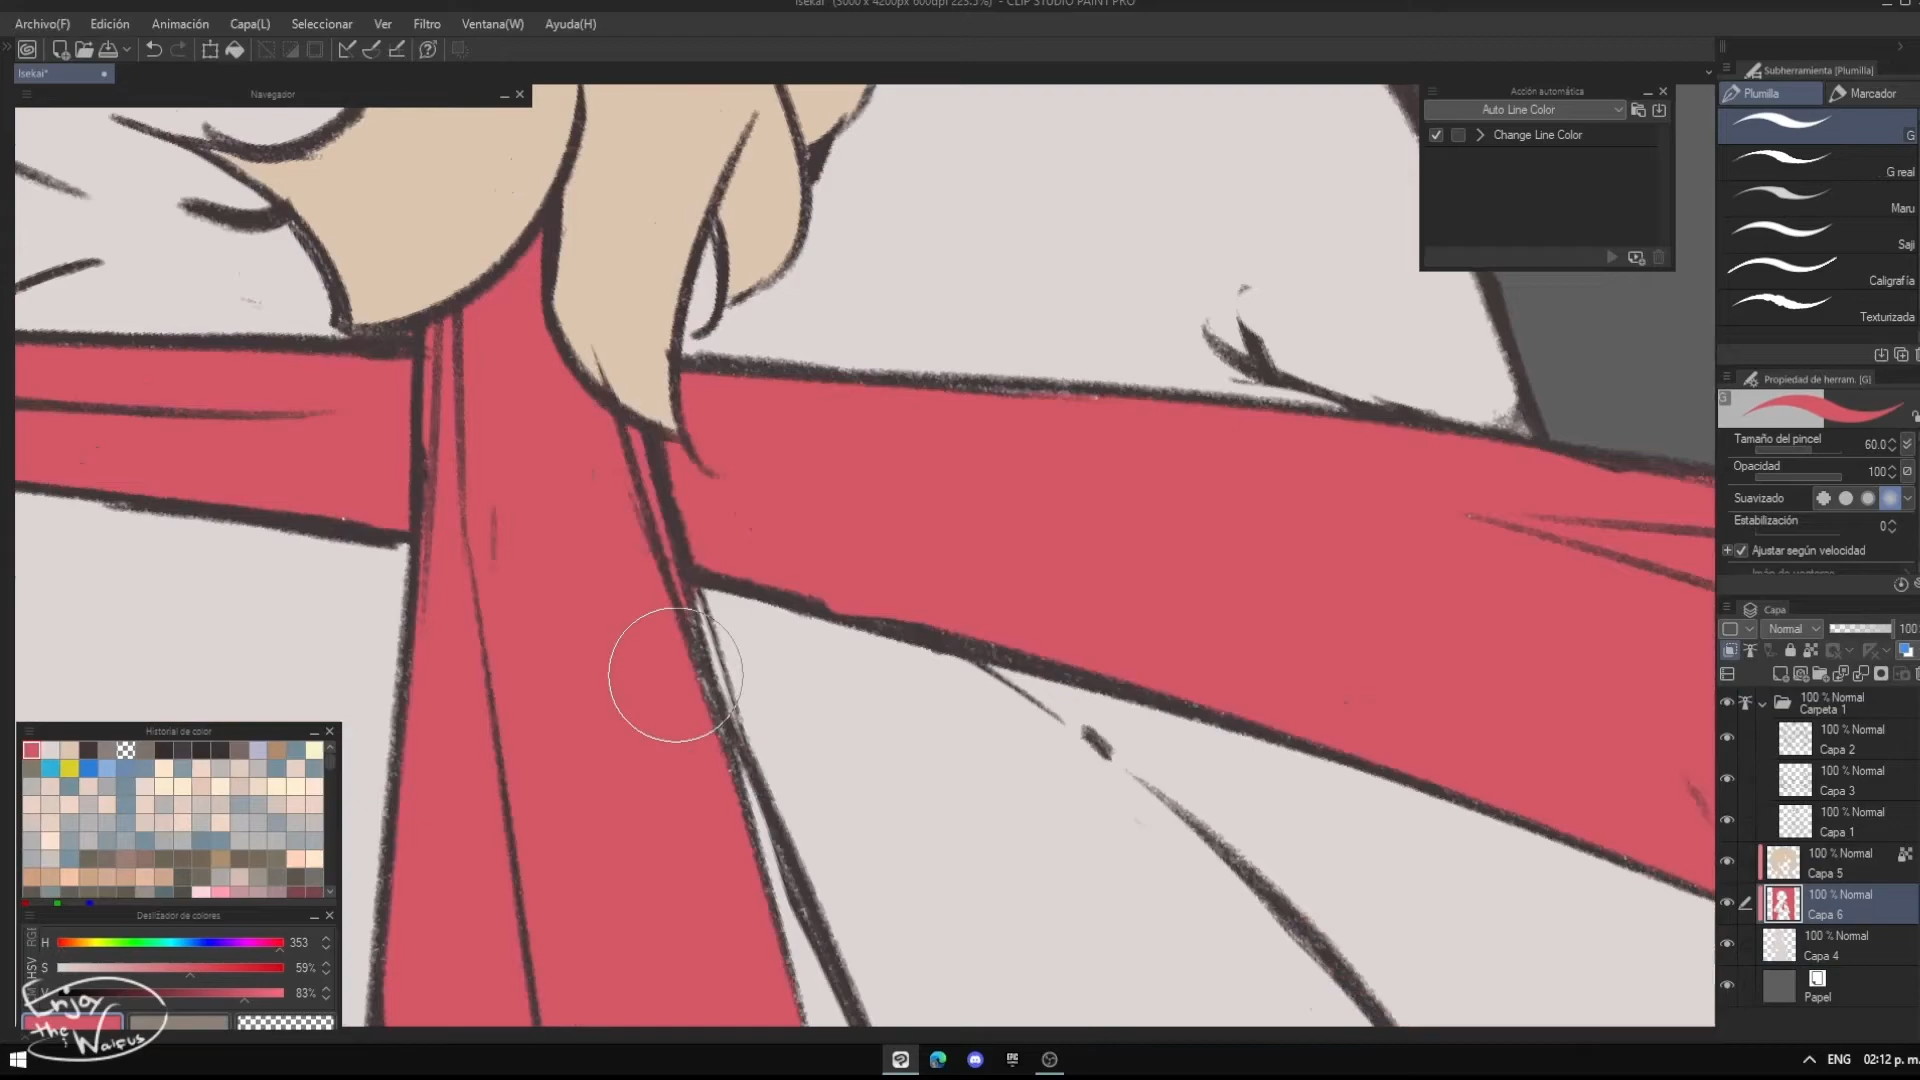 Isekai* (5000 x 4200px 600dpi 223.5%) - CLIP STUDIO PAINT PRO
Archivo(F) Edición Animación Capa(L) Seleccionar Ver Filtro Ventana(W) Ayuda(H)
Isekai*
Navegador
Acción automática
Auto Line Color
Change Line Color
Subherramienta [Plumilla]
Plumilla Marcador
G
G real
Maru
Saji
Caligrafía
Texturizada
Propiedad de herram. [G]
G
Tamaño del pincel 60.0
Opacidad 100
Suavizado
Estabilización 0
Ajustar según velocidad
Capa
Normal 100
100 % Normal
Carpeta 1
100 % Normal
Capa 2
100 % Normal
Capa 3
100 % Normal
Capa 1
100 % Normal
Capa 5
100 % Normal
Capa 6
100 % Normal
Capa 4
Papel
Historial de color
Deslizador de colores
RGB
HSV
H 353
S 59%
V 83%
Enjoy
the
Waifus
EPIC
ENG 02:12 p. m.